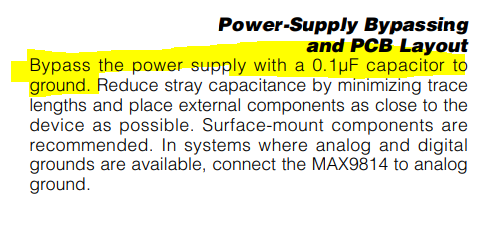 Power-Supply Bypassing
and PCB Layout
Bypass the power supply with a 0.1µF capacitor to
ground. Reduce stray capacitance by minimizing trace
lengths and place external components as close to the
device as possible. Surface-mount components are
recommended. In systems where analog and digital
grounds are available, connect the MAX9814 to analog
ground.